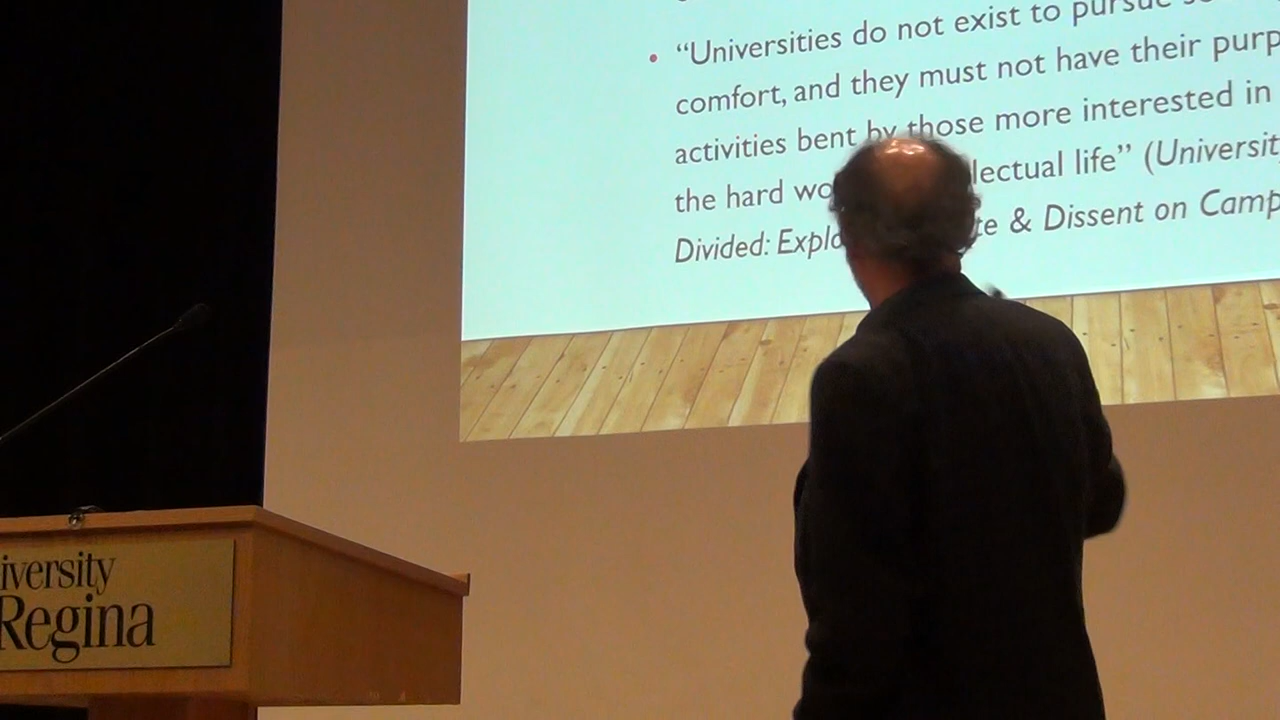 “Universities do not exist to pursue
comfort, and they must not have their purp
activities bent by those more interested in
the hard wo lectual life” (Universit
Divided: Explo te & Dissent on Camp
iversity
Regina